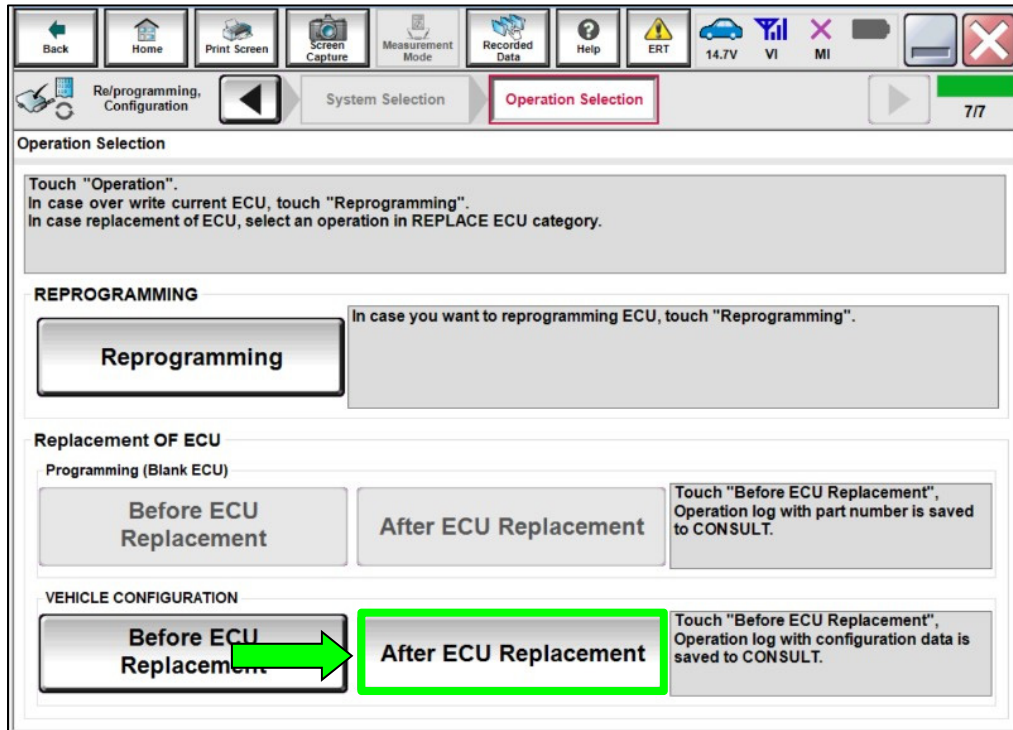 Back
Home
Print Screen
Screen
Capture
Measurement
Mode
Recorded
Data
Help
ERT
14.7V
VI
MI
Re/programming,
Configuration
System Selection
Operation Selection
7/7
Operation Selection
Touch "Operation".
In case over write current ECU, touch "Reprogramming".
In case replacement of ECU, select an operation in REPLACE ECU category.
REPROGRAMMING
Reprogramming
In case you want to reprogramming ECU, touch "Reprogramming".
Replacement OF ECU
Programming (Blank ECU)
Before ECU
Replacement
After ECU Replacement
Touch "Before ECU Replacement",
Operation log with part number is saved
to CONSULT.
VEHICLE CONFIGURATION
Before ECU
Replacement
After ECU Replacement
Touch "Before ECU Replacement",
Operation log with configuration data is
saved to CONSULT.